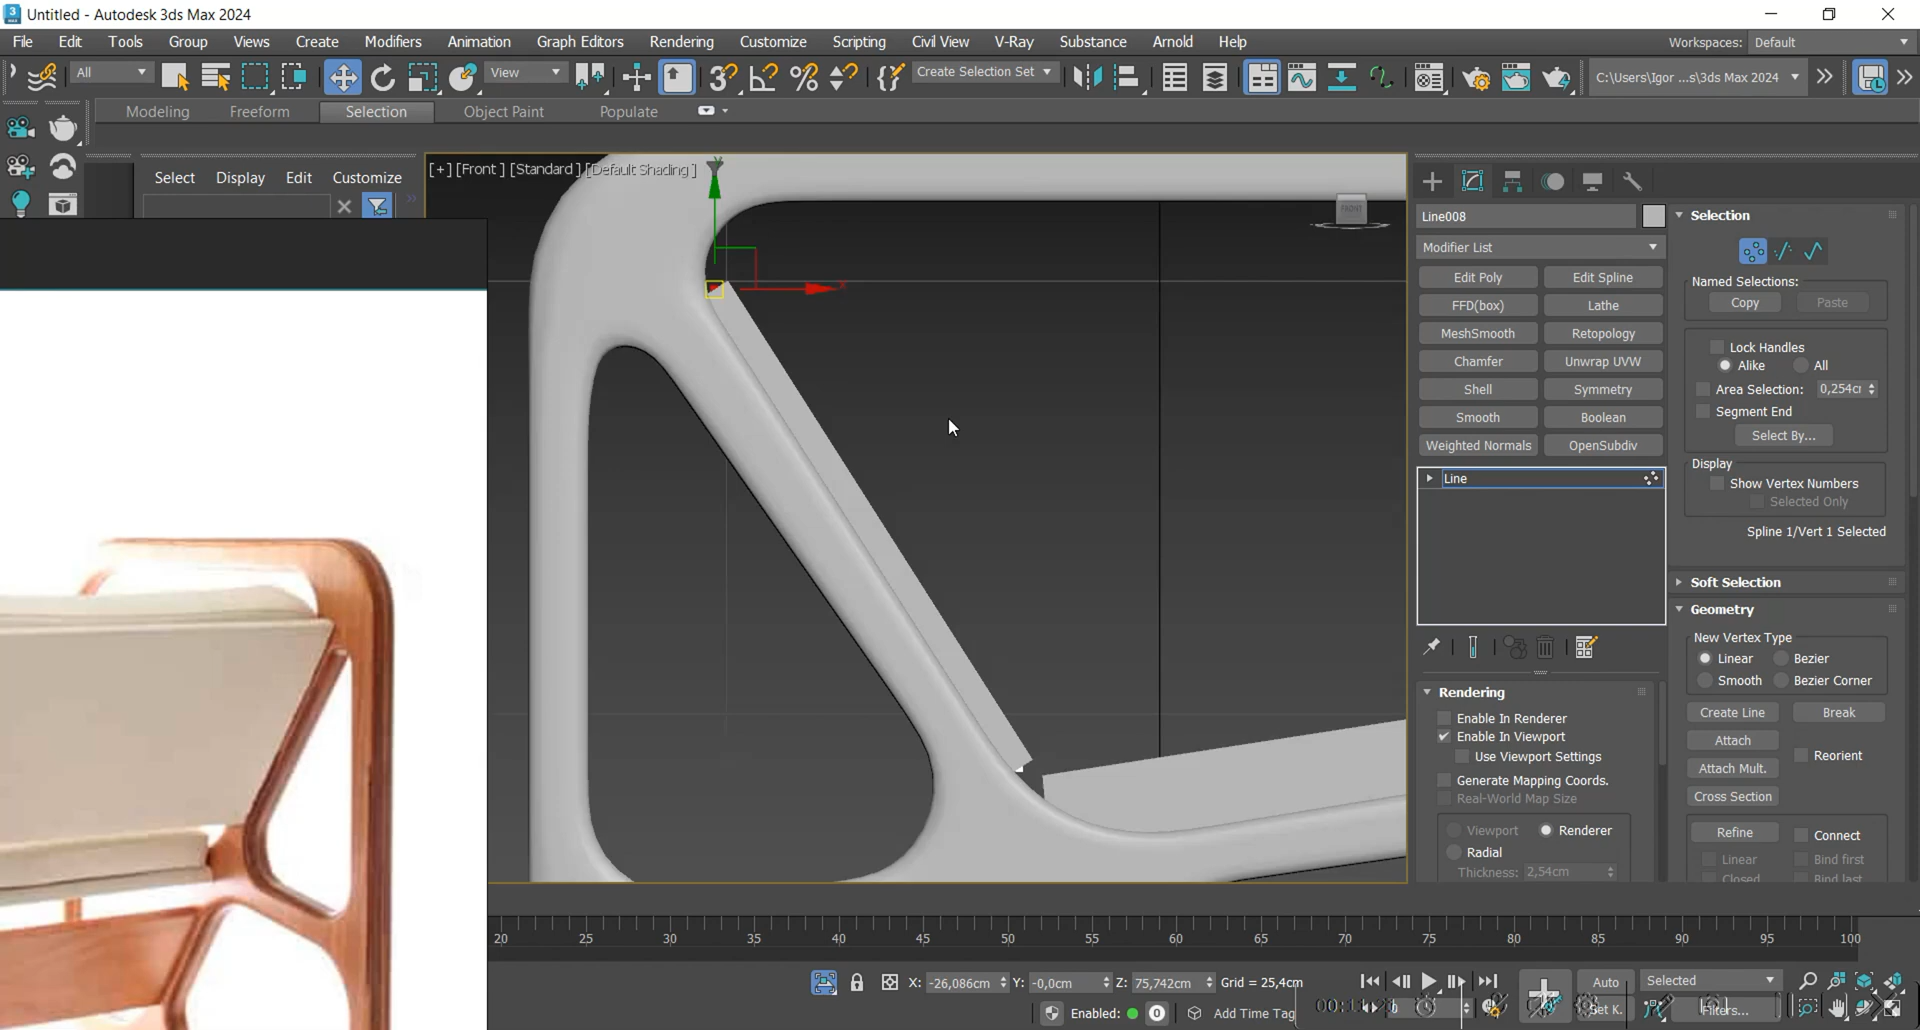 Untitled - Autodesk 3ds Max 2024
File Edit Tools Group Views Create Modifiers Animation Graph Editors Rendering Customize Scripting Civil View V-Ray Substance Arnold Help Workspaces: Default
All View Create Selection Set C:\Users\Igor ...s\3ds Max 2024
Modeling Freeform Selection Object Paint Populate
Select Display Edit Customize
[+] [Front ] [Standard ] [Default Shading ]
FRONT
Y
x
Line008
Modifier List
Edit Poly Edit Spline
FFD(box) Lathe
MeshSmooth Retopology
Chamfer Unwrap UVW
Shell Symmetry
Smooth Boolean
Weighted Normals OpenSubdiv
Line
Rendering
Enable In Renderer
Enable In Viewport
Use Viewport Settings
Generate Mapping Coords.
Real-World Map Size
Viewport Renderer
Radial
Thickness: 2,54cm
Selection
Named Selections:
Copy Paste
Lock Handles
Alike All
Area Selection: 0,254cr
Segment End
Select By...
Display
Show Vertex Numbers
Selected Only
Spline 1/Vert 1 Selected
Soft Selection
Geometry
New Vertex Type
Linear Bezier
Smooth Bezier Corner
Create Line Break
Attach
Reorient
Attach Mult.
Cross Section
Refine Connect
Linear Bind first
Closed Bind last
20 25 30 35 40 45 50 55 60 65 70 75 80 85 90 95 100
X: -26,086cm Y: -0,0cm Z: 75,742cm Grid = 25,4cm Auto Selected
Enabled: 0 Add Time Tag Filters...